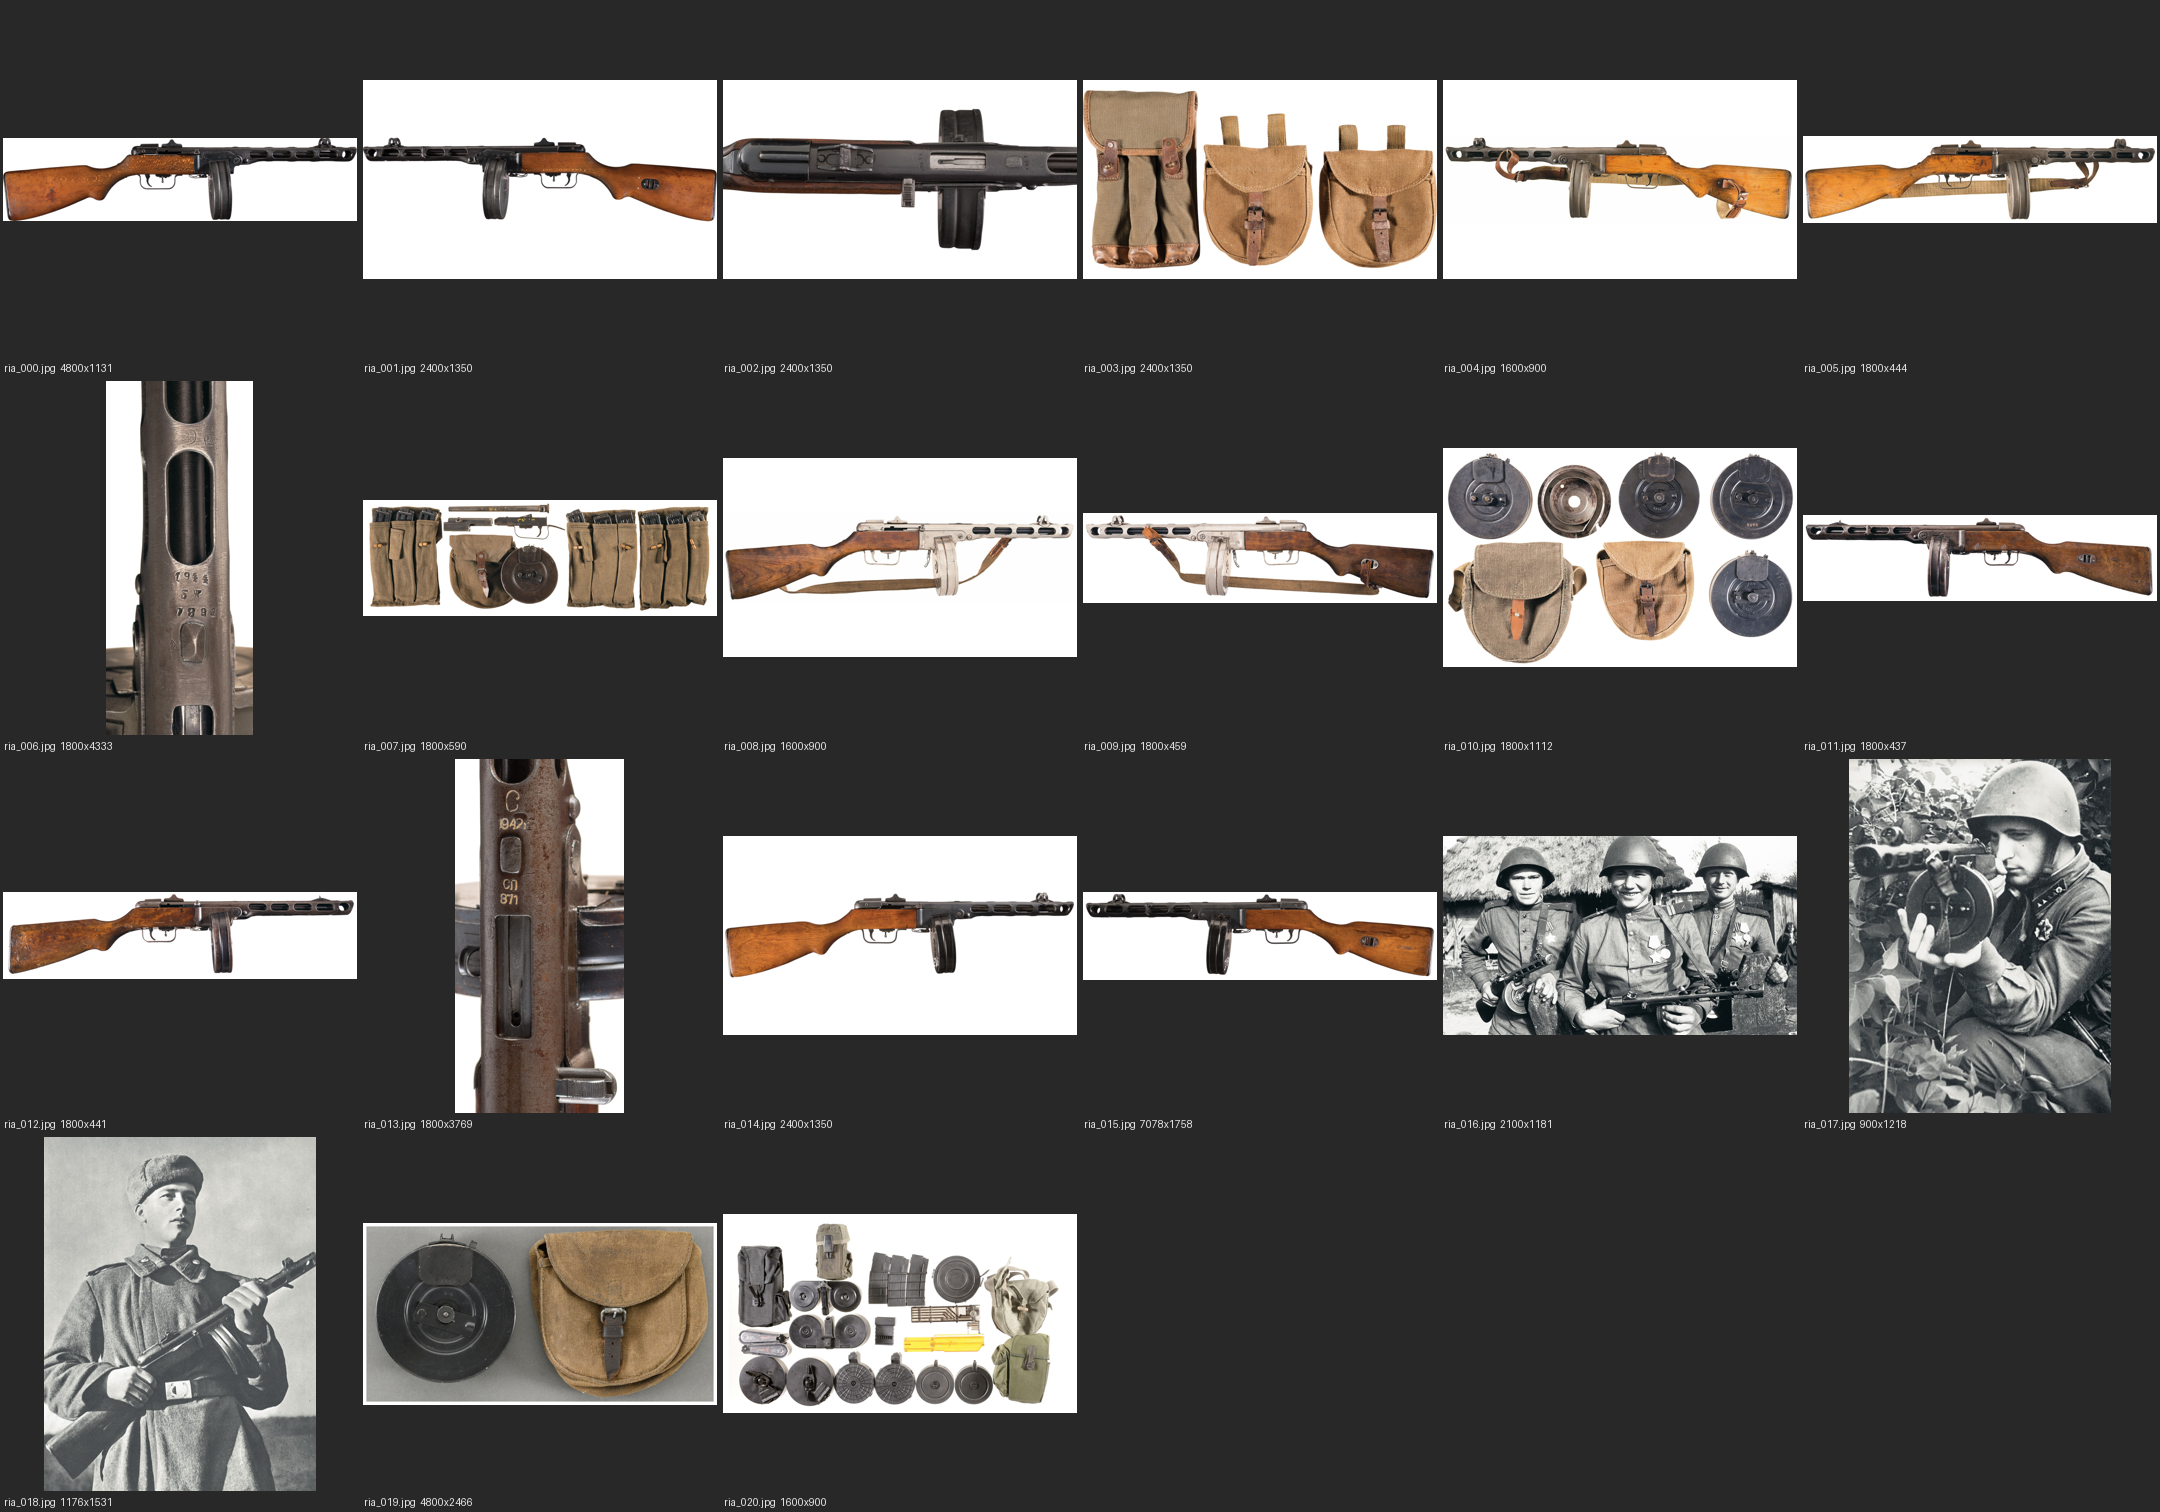 ria_000.jpg 4800x1131
ria_001.jpg 2400x1350
ria_002.jpg 2400x1350
ria_003.jpg 2400x1350
ria_004.jpg 1600x900
ria_005.jpg 1800x444
1944
ria_006.jpg 1800x4333
ria_007.jpg 1800x590
ria_008.jpg 1600x900
ria_009.jpg 1800x459
ria_010.jpg 1800x1112
ria_011.jpg 1800x437
ria_012.jpg 1800x441
1942
СП
871
ria_013.jpg 1800x3769
ria_014.jpg 2400x1350
ria_015.jpg 7078x1758
ria_016.jpg 2100x1181
ria_017.jpg 900x1218
ria_018.jpg 1176x1531
ria_019.jpg 4800x2466
ria_020.jpg 1600x900